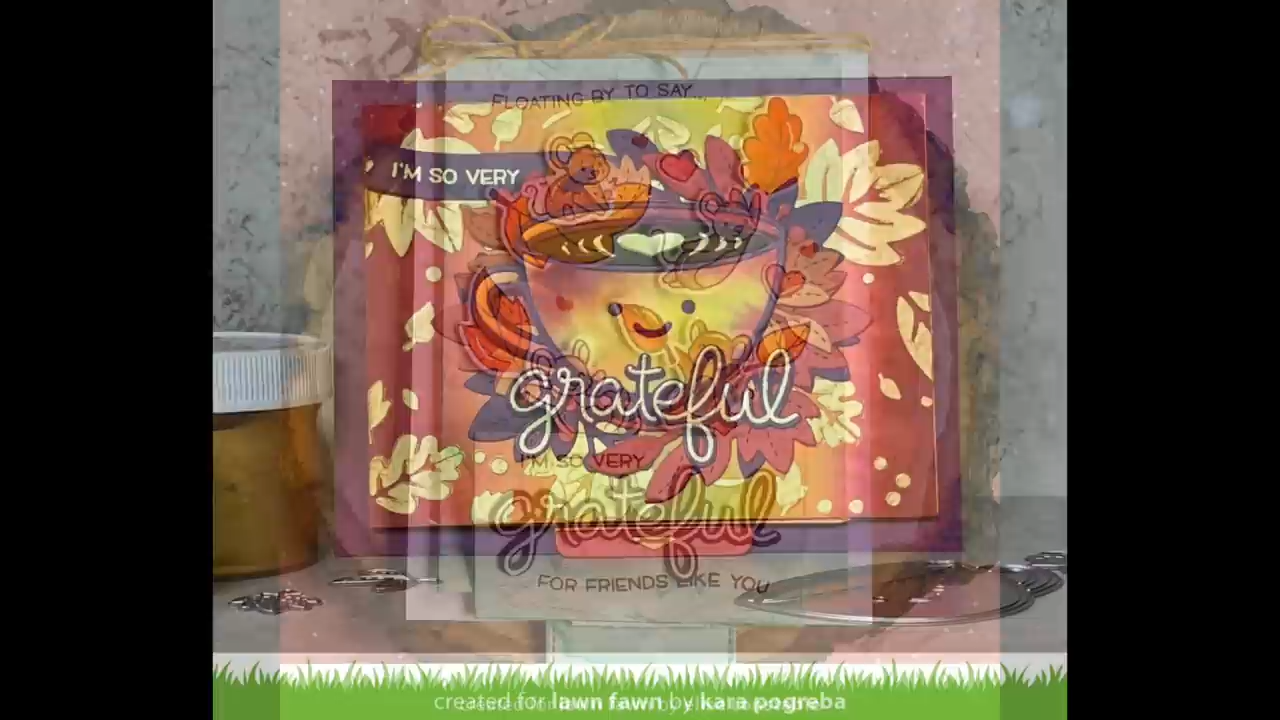 FLOATING BY TO SAY...
I'M SO VERY
grateful
I'M SO VERY
grateful
FOR FRIENDS LIKE YOU
created for lawn fawn by kara pogreba